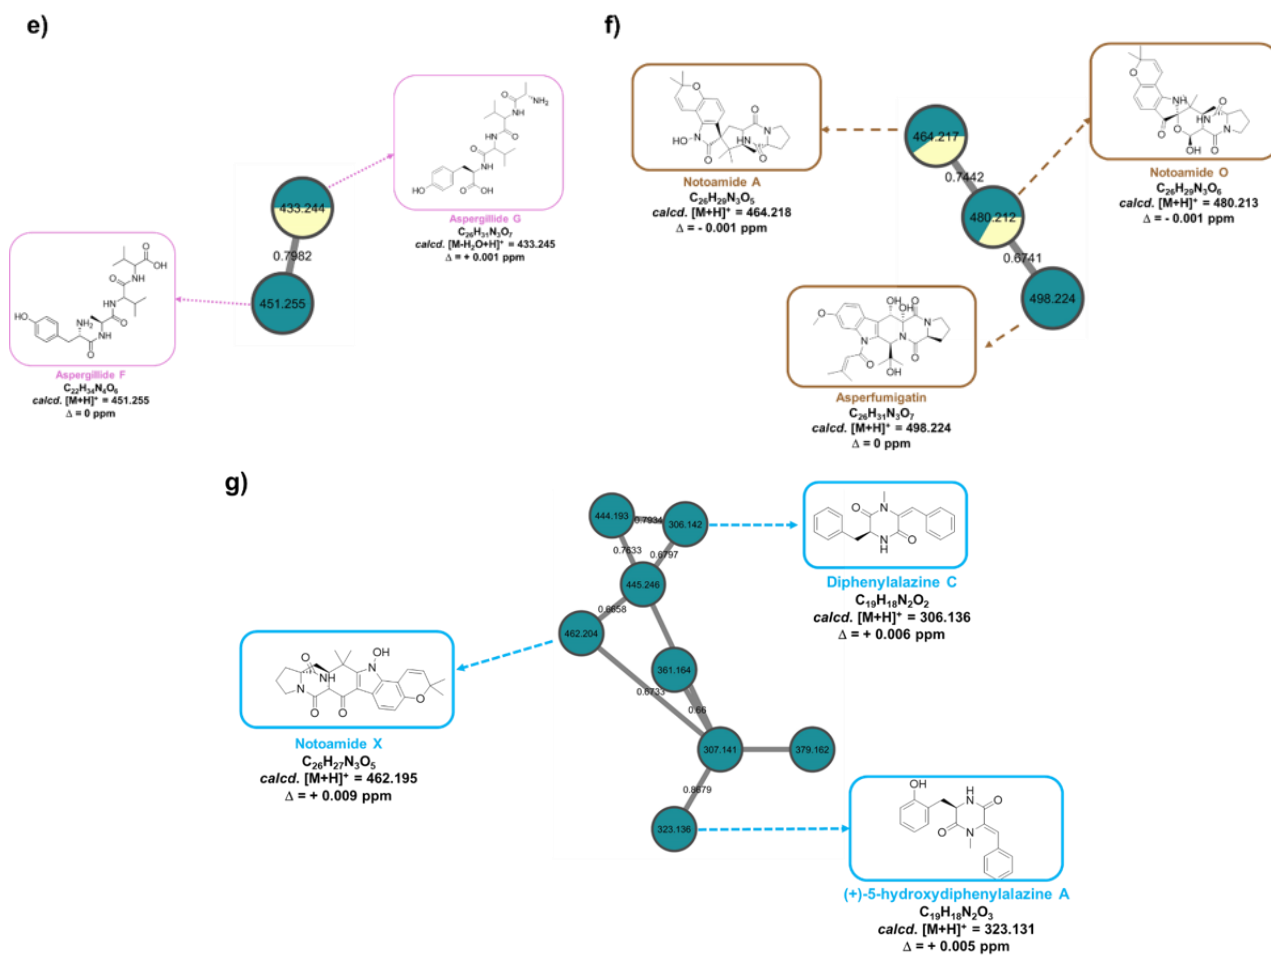 e)
433.244
0.7982
451.255
Aspergillide G
C26H31N3O7
calcd. [M-H2O+H]+ = 433.245
Δ = + 0.001 ppm
Aspergillide F
C22H34N4O6
calcd. [M+H]+ = 451.255
Δ = 0 ppm
f)
464.217
0.7442
480.212
0.6741
498.224
Notoamide A
C26H29N3O5
calcd. [M+H]+ = 464.218
Δ = - 0.001 ppm
Notoamide O
C26H29N3O6
calcd. [M+H]+ = 480.213
Δ = - 0.001 ppm
Asperfumigatin
C26H31N3O7
calcd. [M+H]+ = 498.224
Δ = 0 ppm
g)
444.193
0.7934
306.142
0.7633
0.6797
445.246
0.6658
462.204
361.164
0.6733
0.66
307.141
379.162
0.8679
323.136
Diphenylalazine C
C19H18N2O2
calcd. [M+H]+ = 306.136
Δ = + 0.006 ppm
Notoamide X
C26H27N3O5
calcd. [M+H]+ = 462.195
Δ = + 0.009 ppm
(+)-5-hydroxydiphenylalazine A
C19H18N2O3
calcd. [M+H]+ = 323.131
Δ = + 0.005 ppm